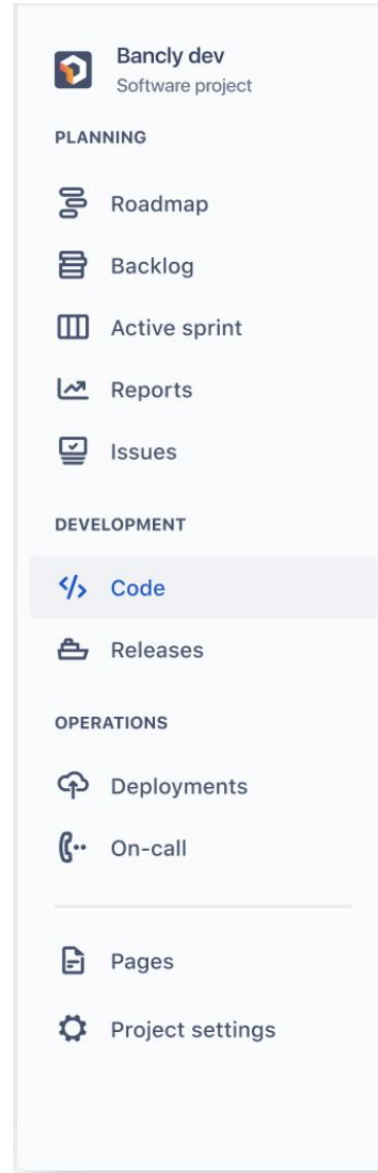 Bancly dev
Software project
PLANNING
Roadmap
Backlog
Active sprint
Reports
Issues
DEVELOPMENT
Code
Releases
OPERATIONS
Deployments
On-call
Pages
Project settings